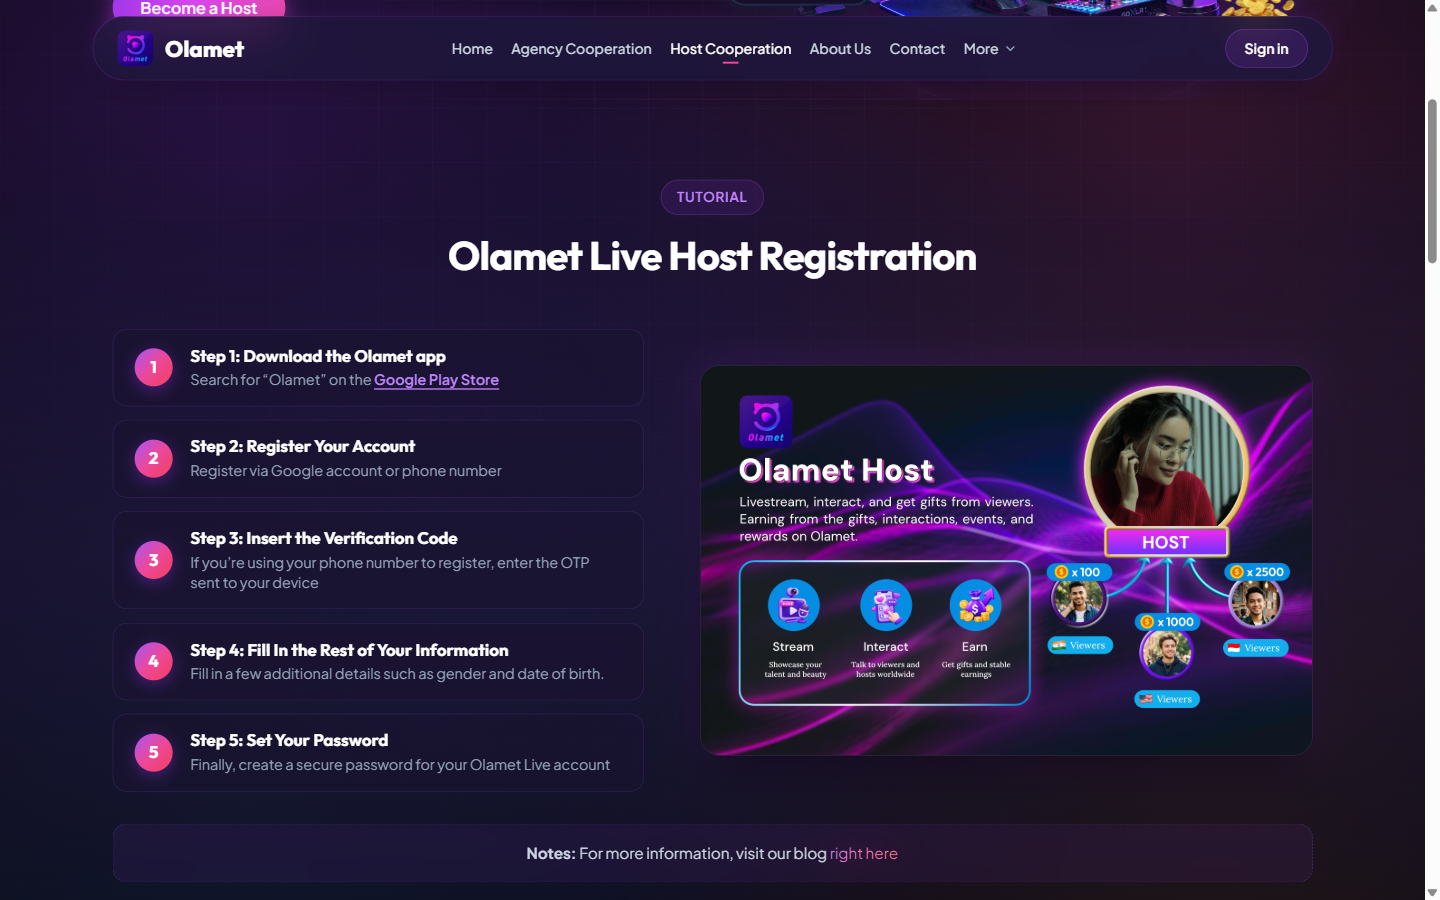 Become a Host
Olamet
Olamet
Home
Agency Cooperation
Host Cooperation
About Us
Contact
More
Sign in
TUTORIAL
Olamet Live Host Registration
1
Step 1: Download the Olamet app
Search for “Olamet” on the Google Play Store
2
Step 2: Register Your Account
Register via Google account or phone number
3
Step 3: Insert the Verification Code
If you’re using your phone number to register, enter the OTP
sent to your device
4
Step 4: Fill In the Rest of Your Information
Fill in a few additional details such as gender and date of birth.
5
Step 5: Set Your Password
Finally, create a secure password for your Olamet Live account
Olamet
Olamet Host
Livestream, interact, and get gifts from viewers.
Earning from the gifts, interactions, events, and
rewards on Olamet.
Stream
Showcase your
talent and beauty
Interact
Talk to viewers and
hosts worldwide
Earn
Get gifts and stable
earnings
HOST
x 100
x 2500
x 1000
Viewers
Viewers
Viewers
Notes: For more information, visit our blog right here